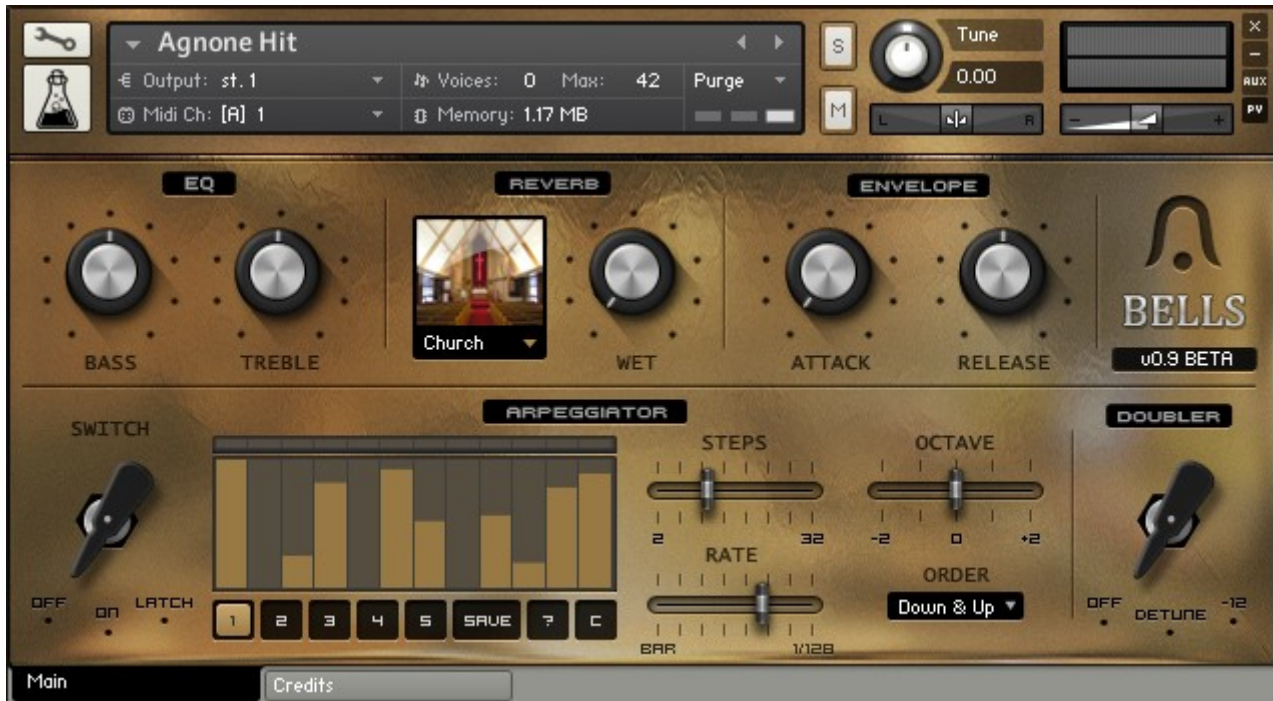 Agnone Hit
Output: st. 1
Voices: 0 Max: 42
Purge
Midi Ch: [A] 1
Memory: 1.17 MB
S
M
Tune
0.00
L R
- +
×
–
AUX
PV
EQ
BASS
TREBLE
REVERB
Church
WET
ENVELOPE
ATTACK
RELEASE
BELLS
v0.9 BETA
ARPEGGIATOR
SWITCH
OFF
ON
LATCH
1 2 3 4 5 SAVE ? C
STEPS
2 32
RATE
BAR 1/128
OCTAVE
-2 0 +2
ORDER
Down & Up
DOUBLER
OFF
DETUNE
-12
Main
Credits